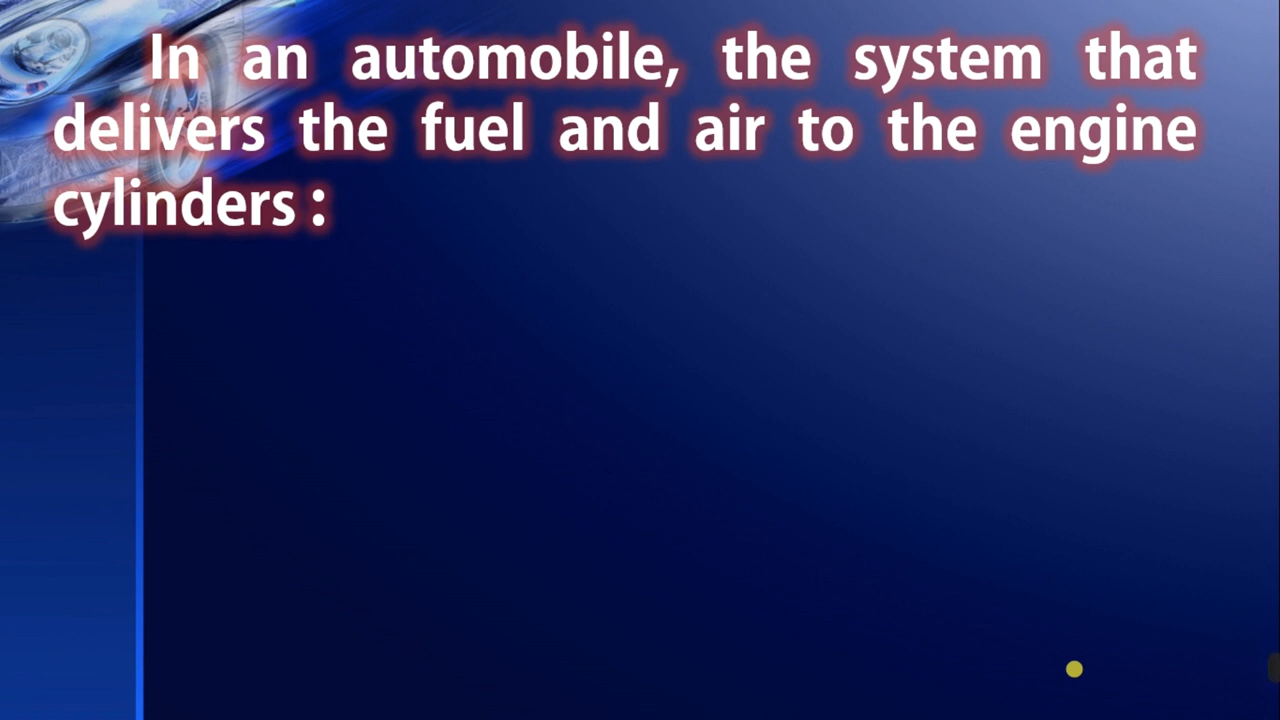 In an automobile, the system that
delivers the fuel and air to the engine
cylinders :